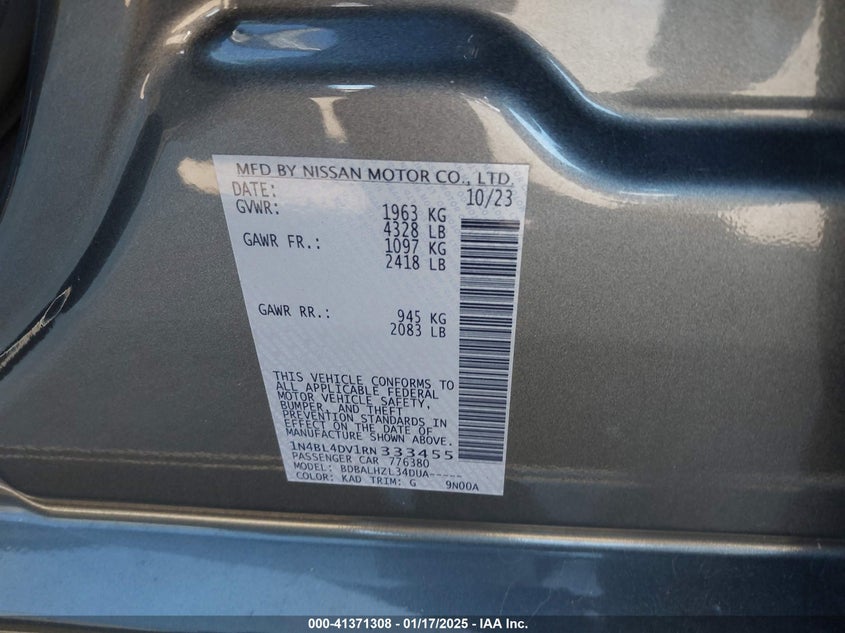 MFD BY NISSAN MOTOR CO., LTD.
DATE: 10/23
GVWR: 1963 KG
4328 LB
GAWR FR.: 1097 KG
2418 LB
GAWR RR.: 945 KG
2083 LB
THIS VEHICLE CONFORMS TO
ALL APPLICABLE FEDERAL
MOTOR VEHICLE SAFETY,
BUMPER, AND THEFT
PREVENTION STANDARDS IN
EFFECT ON THE DATE OF
MANUFACTURE SHOWN ABOVE.
1N4BL4DV1RN333455
PASSENGER CAR 776380
MODEL: BDBALHZL34DUA-----
COLOR: KAD TRIM: G 9N00A
000-41371308 - 01/17/2025 - IAA Inc.